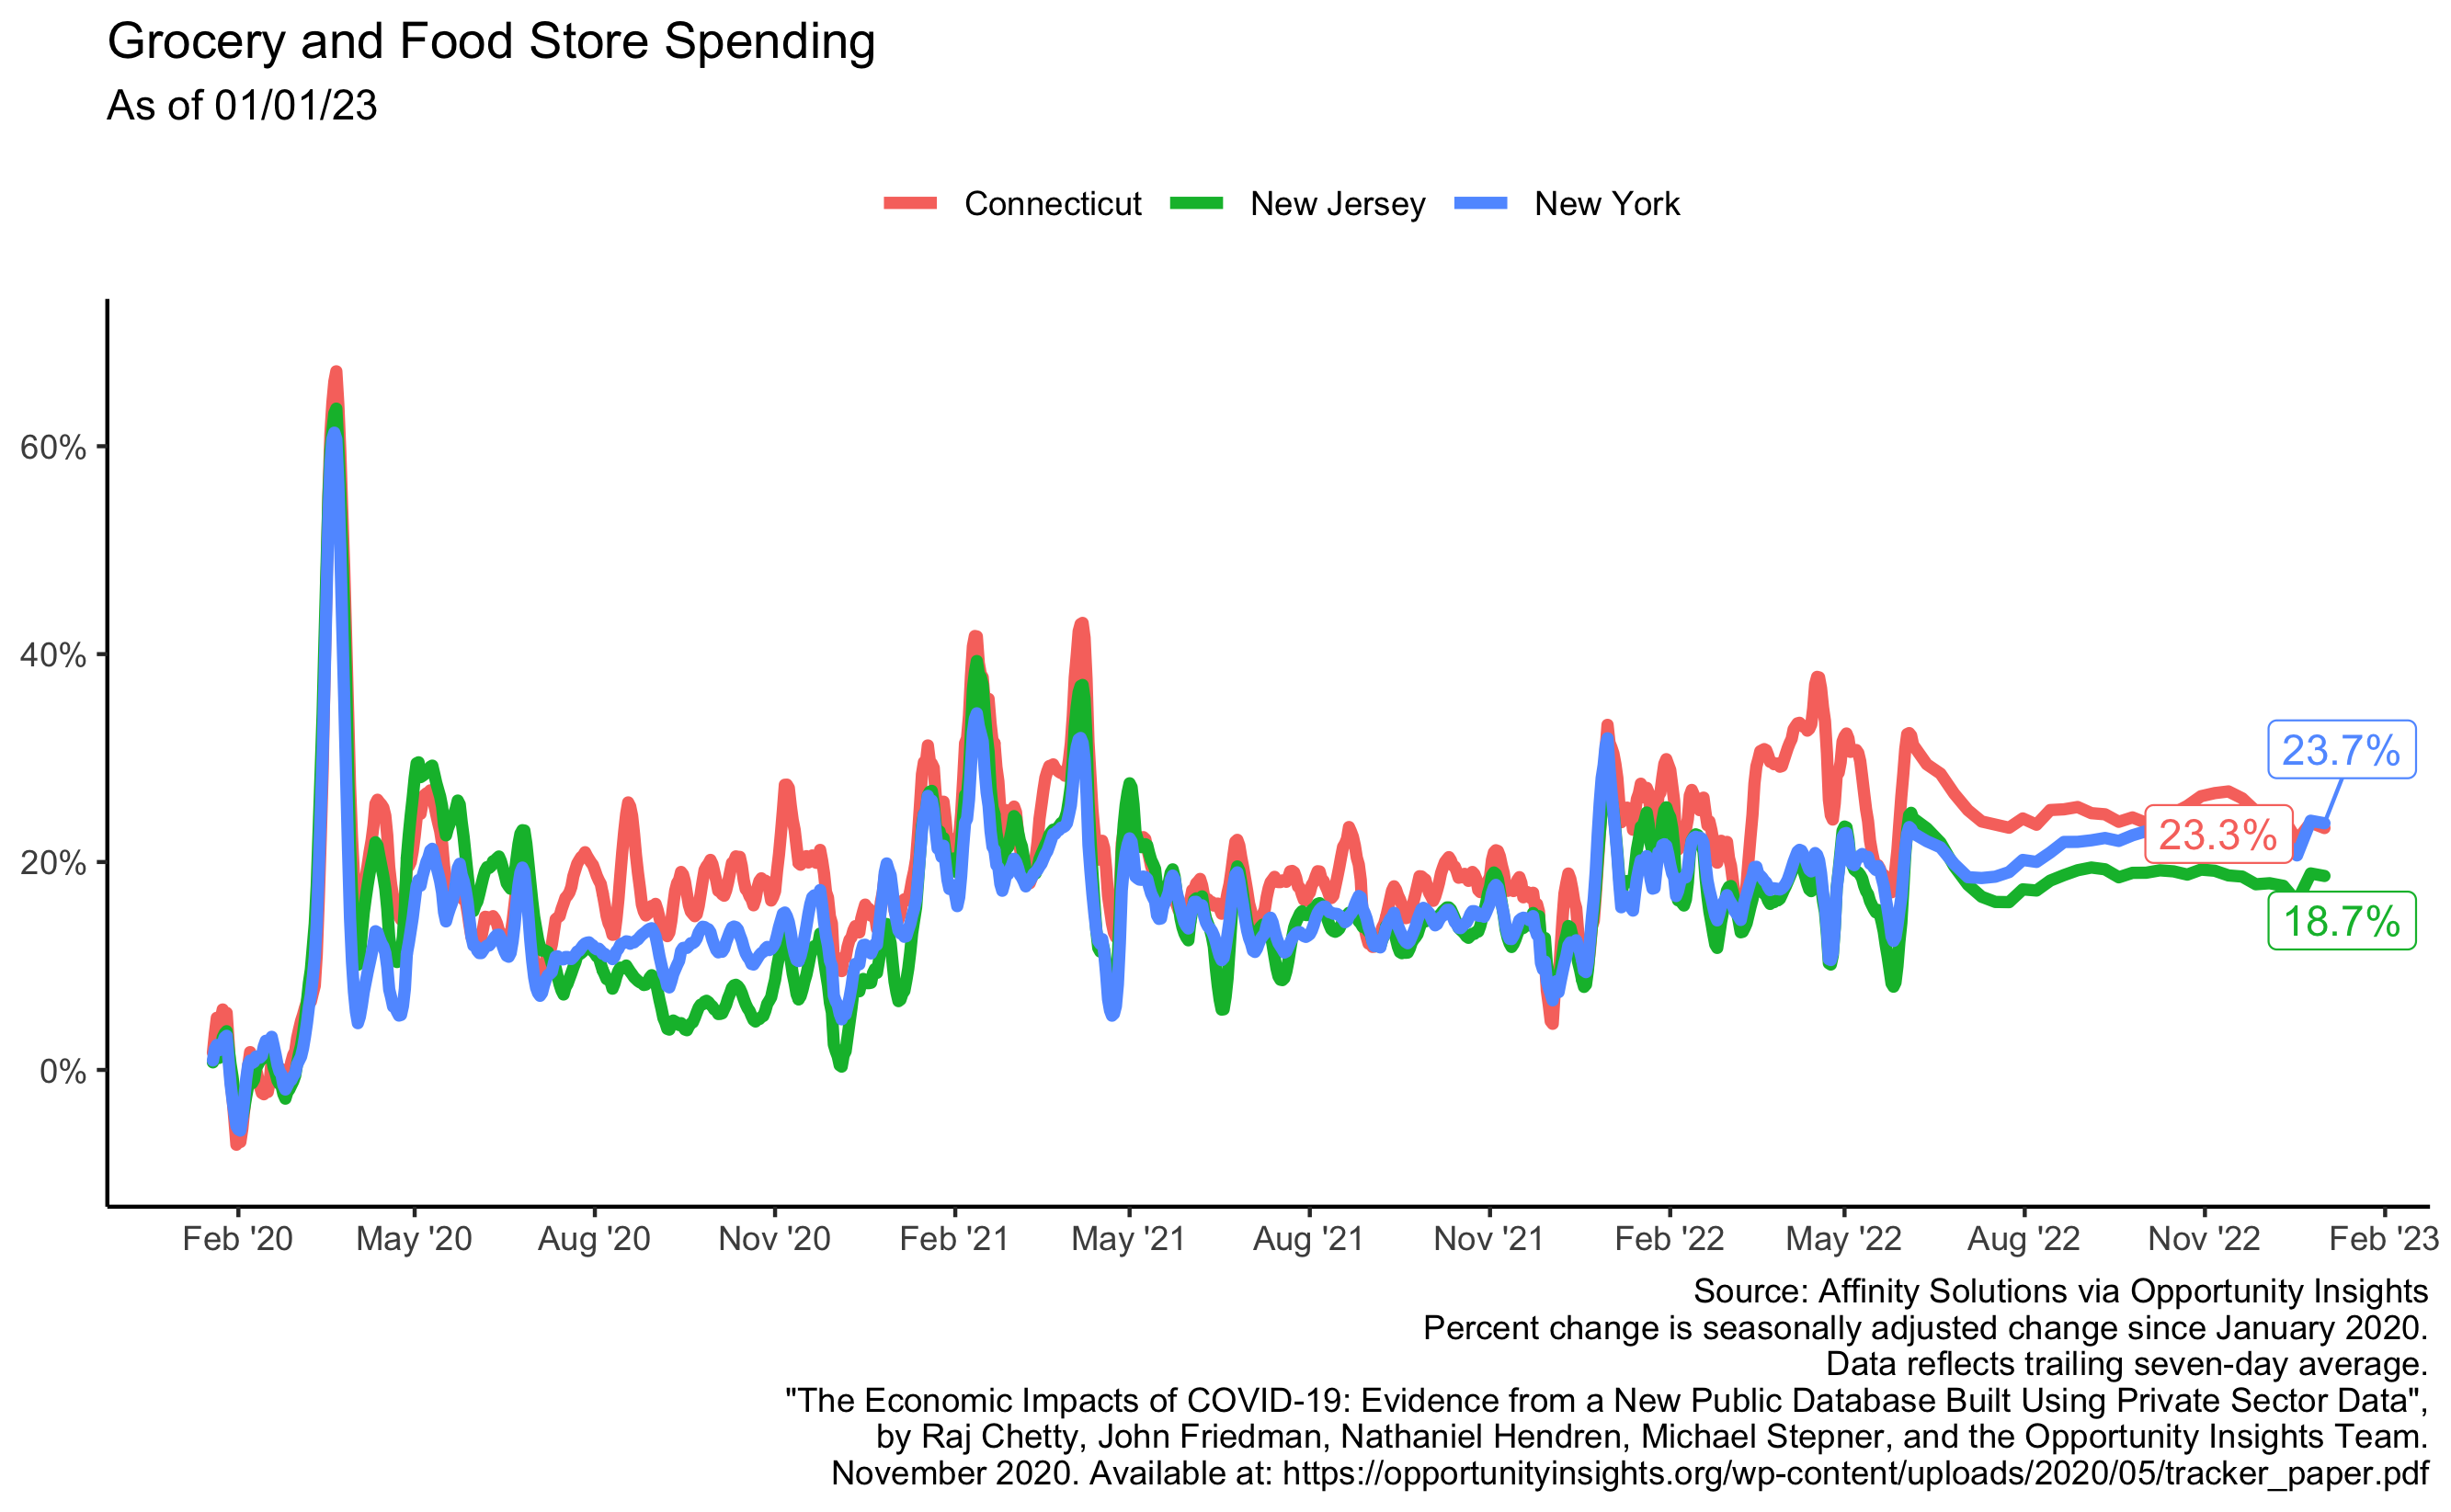 Grocery and Food Store Spending
As of 01/01/23
Connecticut New Jersey New York
60%
40%
20%
0%
23.7%
23.3%
18.7%
Feb '20 May '20 Aug '20 Nov '20 Feb '21 May '21 Aug '21 Nov '21 Feb '22 May '22 Aug '22 Nov '22 Feb '23
Source: Affinity Solutions via Opportunity Insights
Percent change is seasonally adjusted change since January 2020.
Data reflects trailing seven-day average.
"The Economic Impacts of COVID-19: Evidence from a New Public Database Built Using Private Sector Data",
by Raj Chetty, John Friedman, Nathaniel Hendren, Michael Stepner, and the Opportunity Insights Team.
November 2020. Available at: https://opportunityinsights.org/wp-content/uploads/2020/05/tracker_paper.pdf